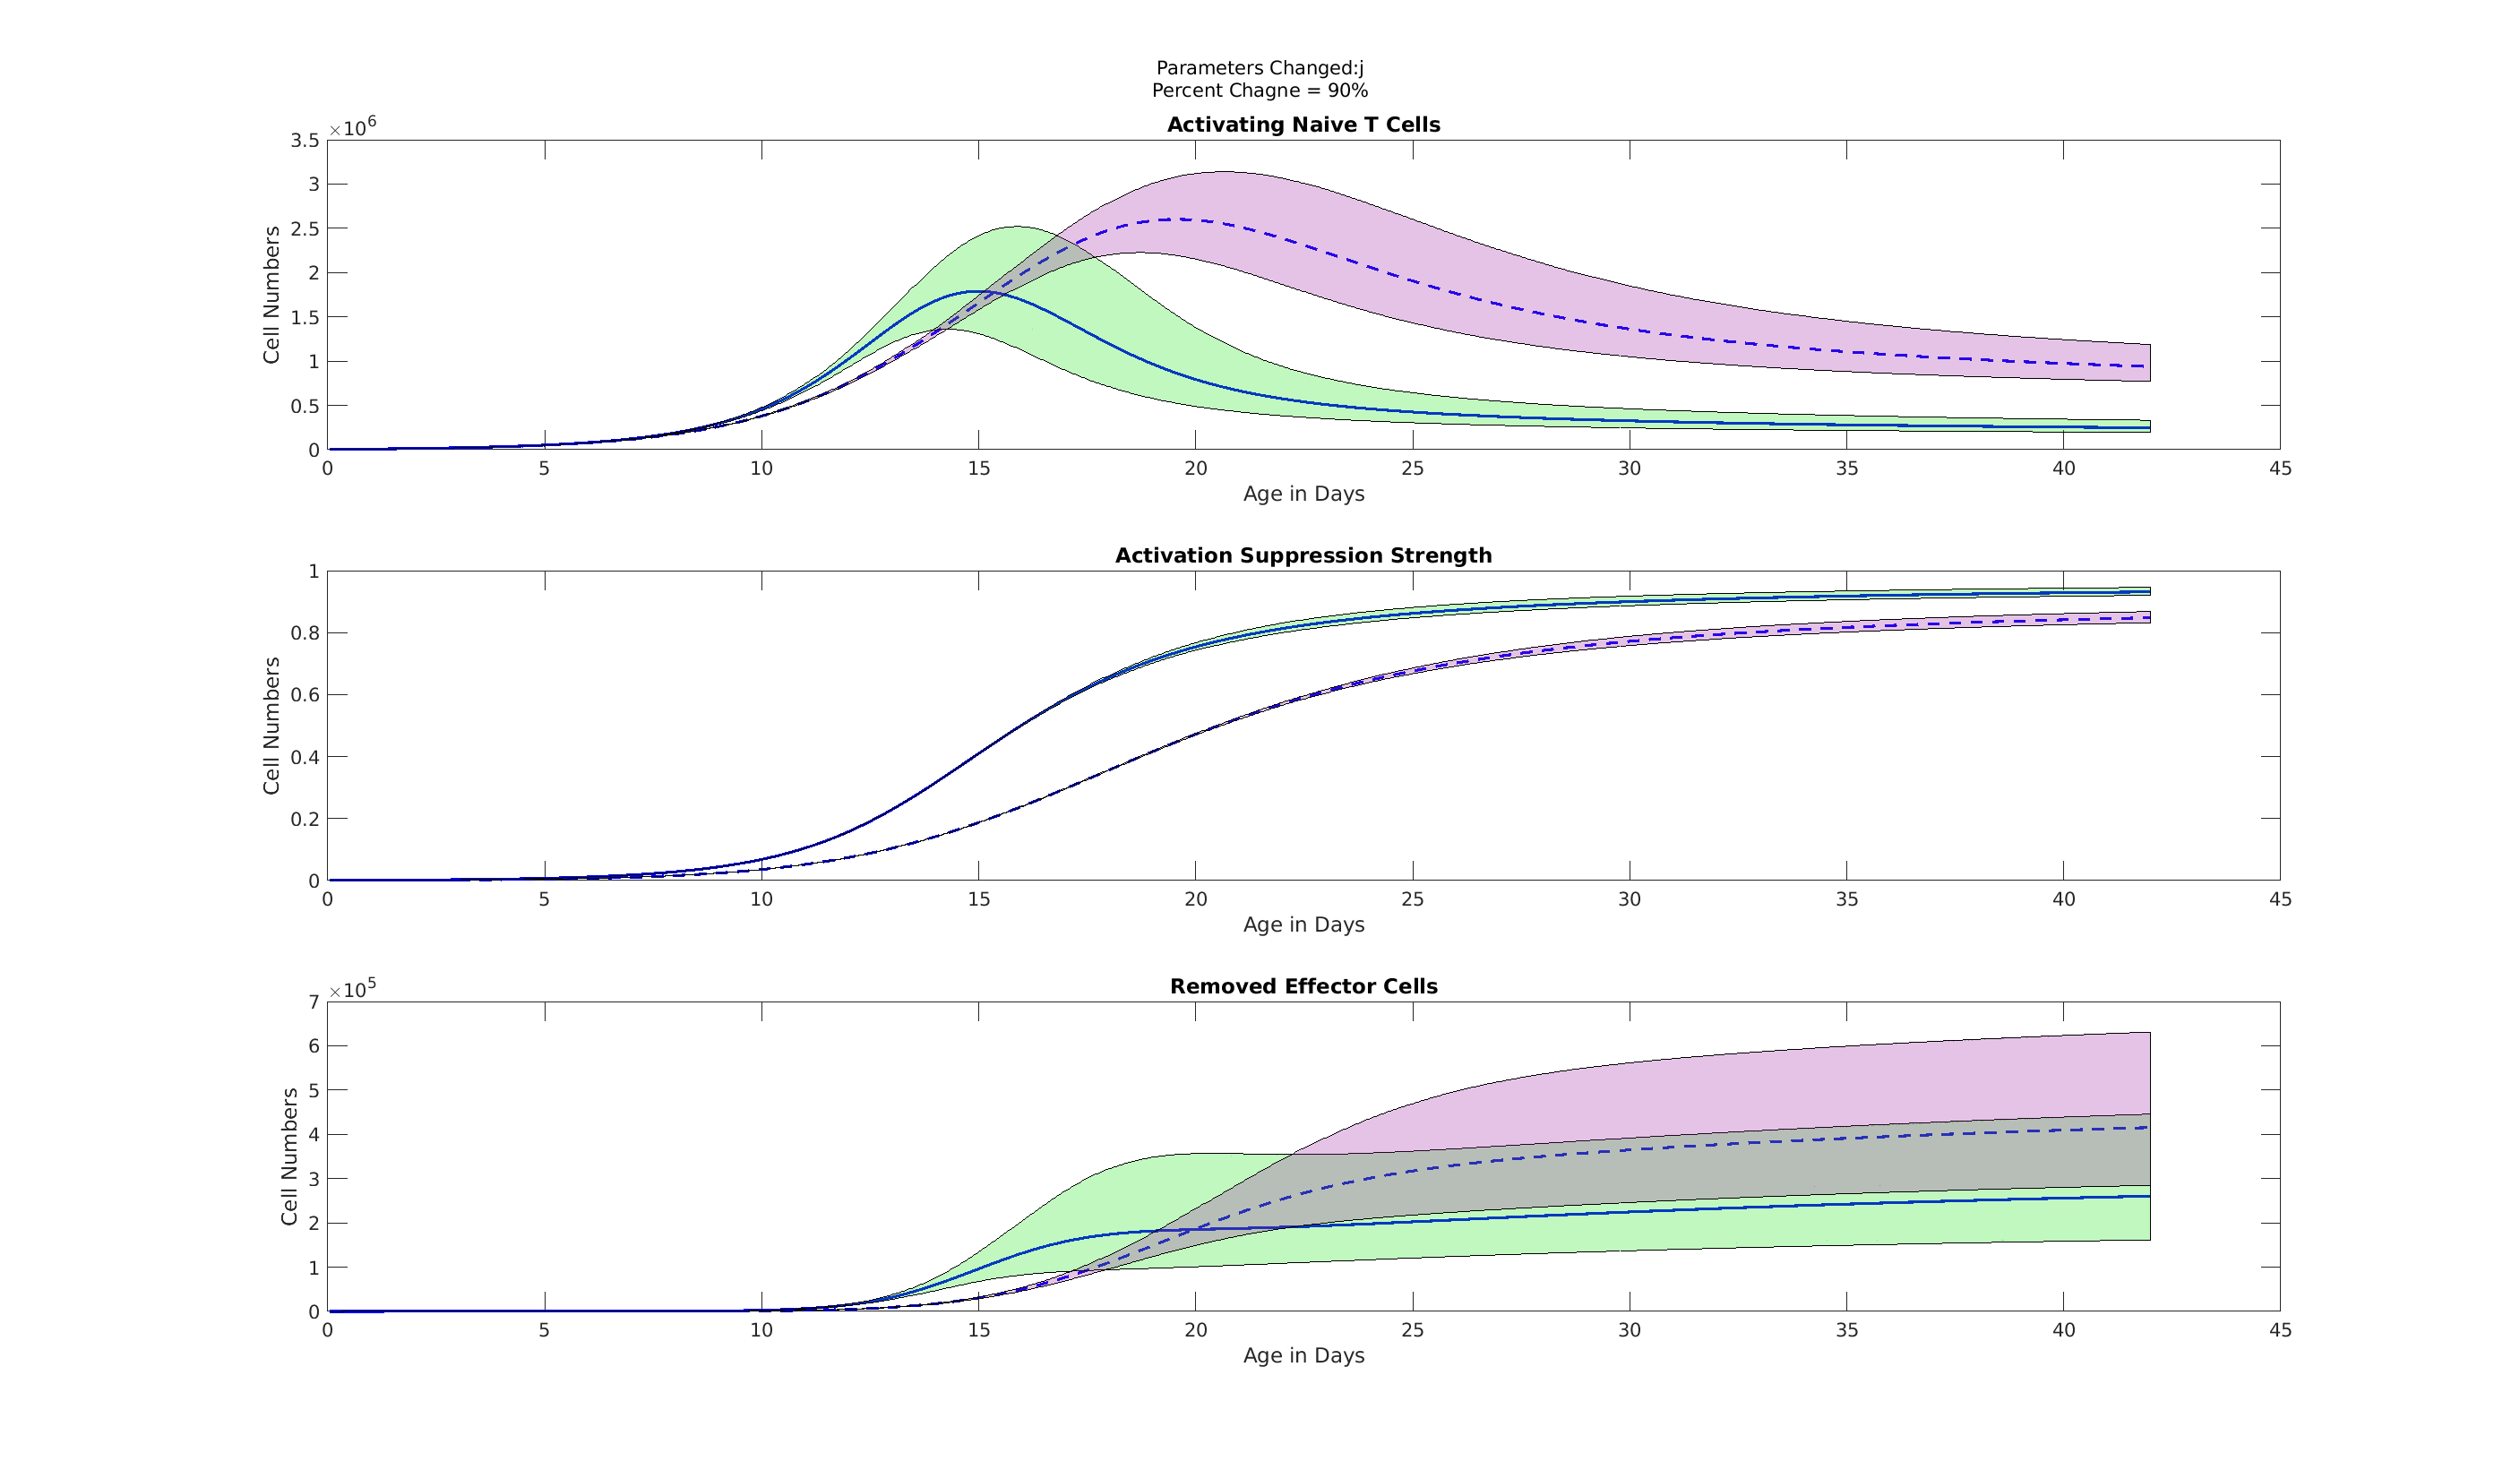 Parameters Changed:j
Percent Chagne = 90%
Activating Naive T Cells
×10^6
3.5
3
2.5
2
1.5
1
0.5
0
Cell Numbers
0 5 10 15 20 25 30 35 40 45
Age in Days
Activation Suppression Strength
1
0.8
0.6
0.4
0.2
0
Cell Numbers
0 5 10 15 20 25 30 35 40 45
Age in Days
Removed Effector Cells
×10^5
7
6
5
4
3
2
1
0
Cell Numbers
0 5 10 15 20 25 30 35 40 45
Age in Days